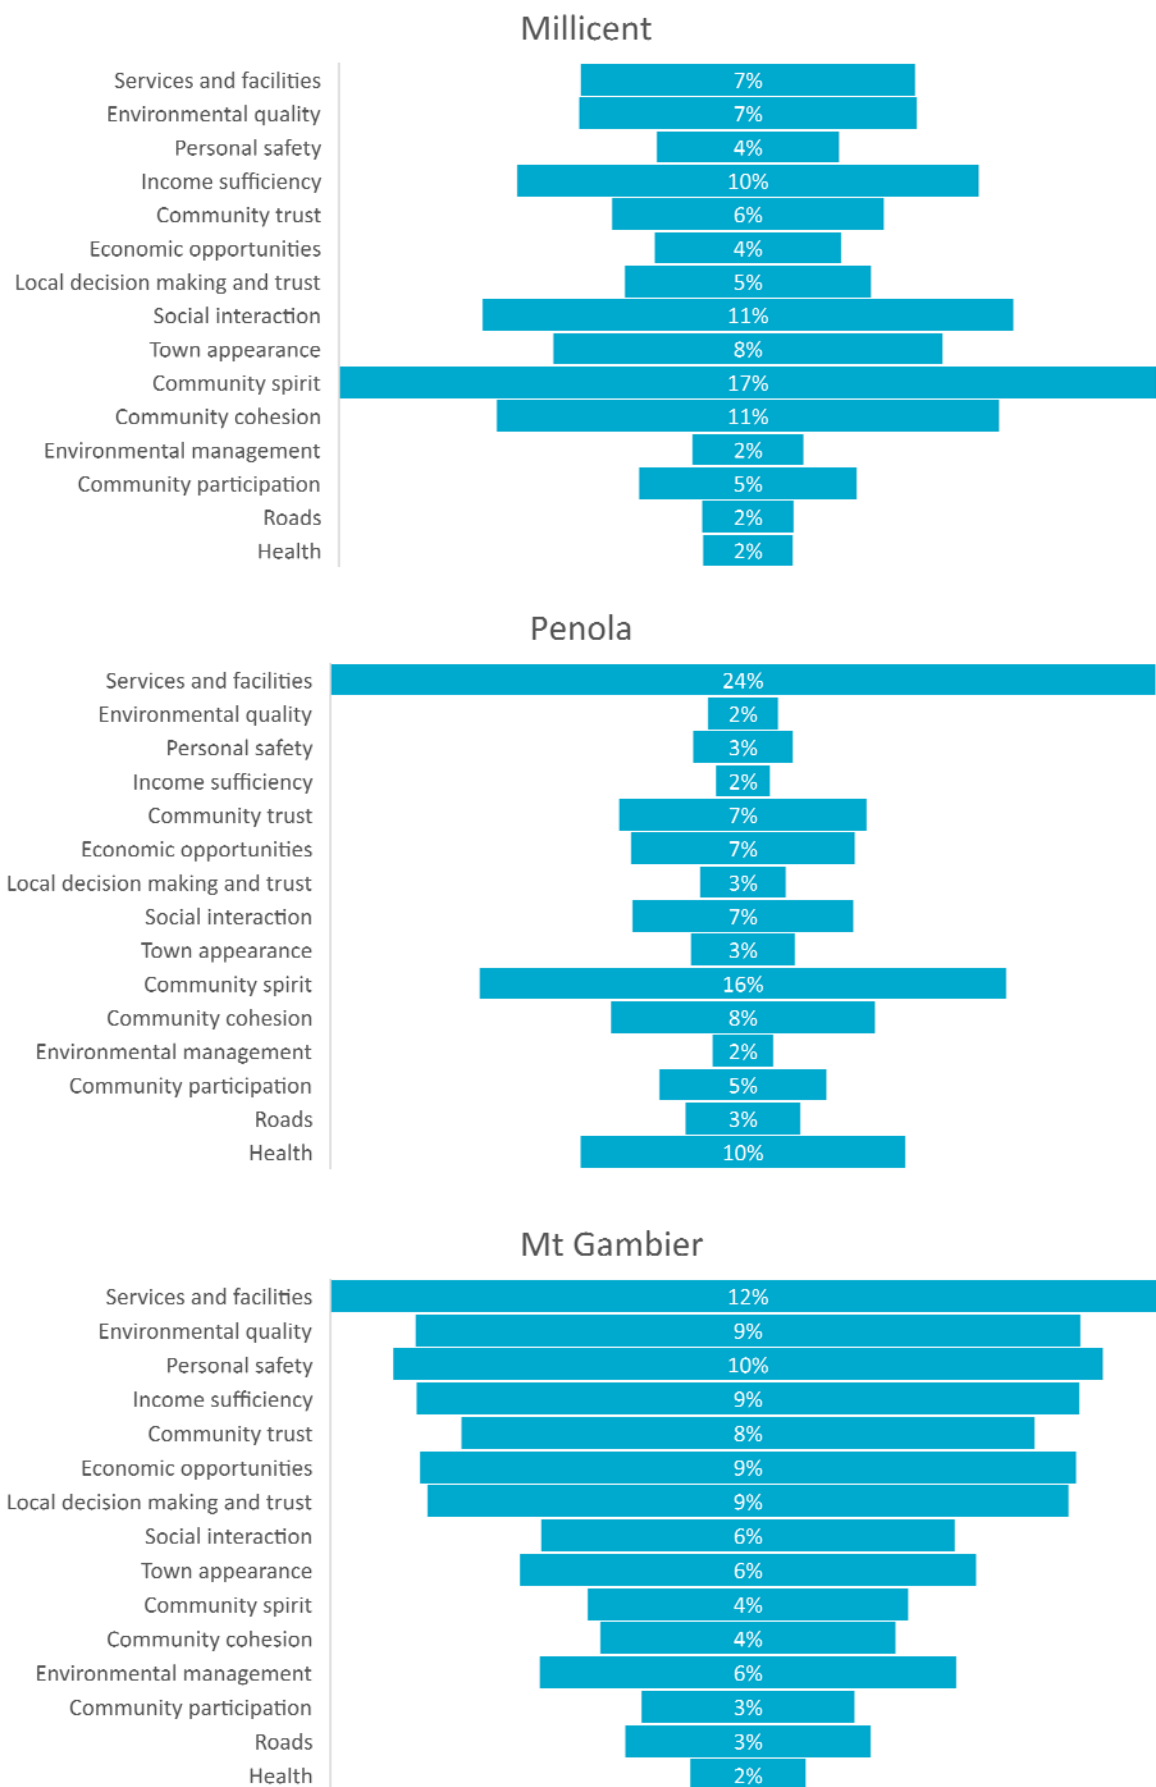 Millicent
Services and facilities 7%
Environmental quality 7%
Personal safety 4%
Income sufficiency 10%
Community trust 6%
Economic opportunities 4%
Local decision making and trust 5%
Social interaction 11%
Town appearance 8%
Community spirit 17%
Community cohesion 11%
Environmental management 2%
Community participation 5%
Roads 2%
Health 2%
Penola
Services and facilities 24%
Environmental quality 2%
Personal safety 3%
Income sufficiency 2%
Community trust 7%
Economic opportunities 7%
Local decision making and trust 3%
Social interaction 7%
Town appearance 3%
Community spirit 16%
Community cohesion 8%
Environmental management 2%
Community participation 5%
Roads 3%
Health 10%
Mt Gambier
Services and facilities 12%
Environmental quality 9%
Personal safety 10%
Income sufficiency 9%
Community trust 8%
Economic opportunities 9%
Local decision making and trust 9%
Social interaction 6%
Town appearance 6%
Community spirit 4%
Community cohesion 4%
Environmental management 6%
Community participation 3%
Roads 3%
Health 2%